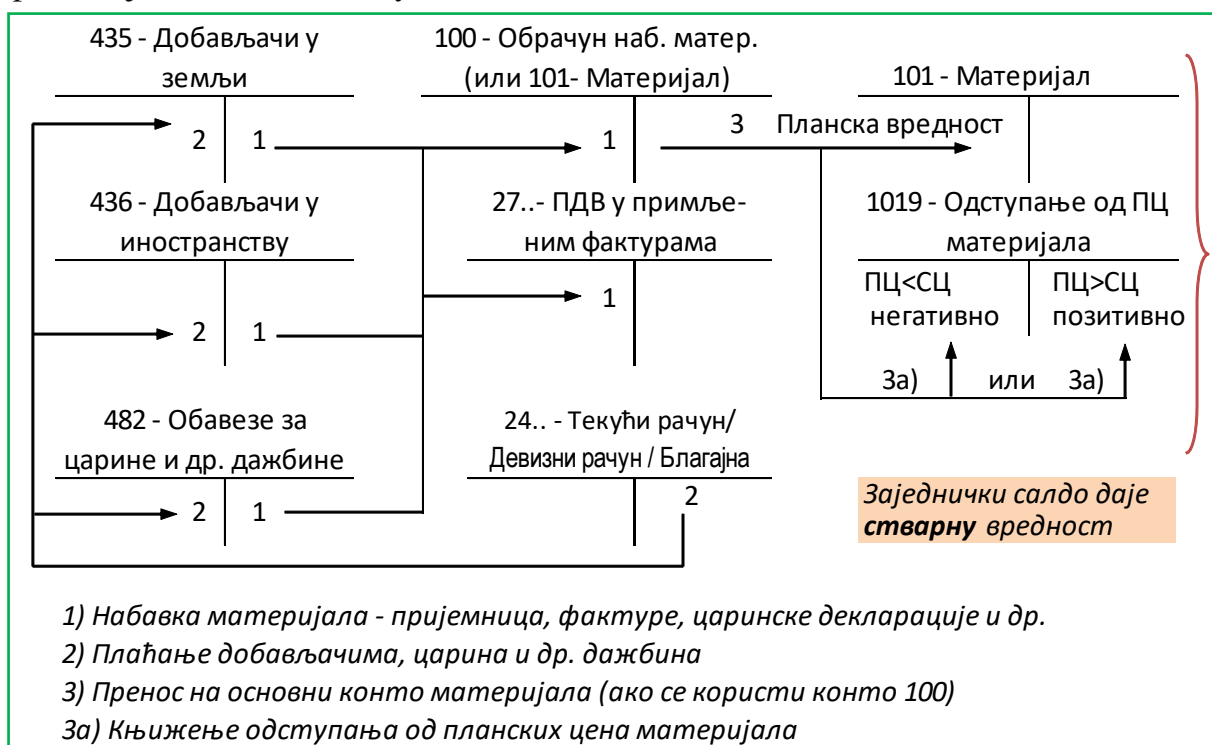 435 - Добављачи у
земљи
100 - Обрачун наб. матер.
(или 101- Материјал)
101 - Материјал
2 1
1
3 Планска вредност
436 - Добављачи у
иностранству
27..- ПДВ у примље-
ним фактурама
1019 - Одступање од ПЦ
материјала
2 1
1
ПЦ<СЦ
негативно
ПЦ>СЦ
позитивно
3а) или 3а)
482 - Обавезе за
царине и др. дажбине
24.. - Текући рачун/
Девизни рачун / Благајна
2 1
2
Заједнички салдо даје
стварну вредност
1) Набавка материјала - пријемница, фактуре, царинске декларације и др.
2) Плаћање добављачима, царина и др. дажбина
3) Пренос на основни конто материјала (ако се користи конто 100)
3а) Књижење одступања од планских цена материјала